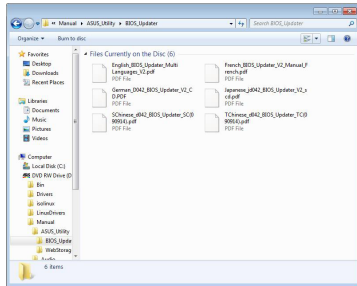 « Manual ▸ ASUS_Utility ▸ BIOS_Updater
Search BIOS_Updater
Organize ▾ Burn to disc
Favorites
Desktop
Downloads
Recent Places
Libraries
Documents
Music
Pictures
Videos
Computer
Local Disk (C:)
DVD RW Drive (D
Bin
Drivers
isolinux
LinuxDrivers
Manual
ASUS_Utility
BIOS_Upda
WebStorag
Audio
Files Currently on the Disc (6)
English_BIOS_Updater_Multi
Languages_V2.pdf
PDF File
French_BIOS_Updater_V2_Manual_F
rench.pdf
PDF File
German_D042_BIOS_Updater_V2_C
D.PDF
PDF File
Japanese_jd042_BIOS_Updater_V2_s
cd.pdf
PDF File
SChinese_d042_BIOS_Updater_SC(0
90914).pdf
PDF File
TChinese_d042_BIOS_Updater_TC(0
90814).pdf
PDF File
6 items